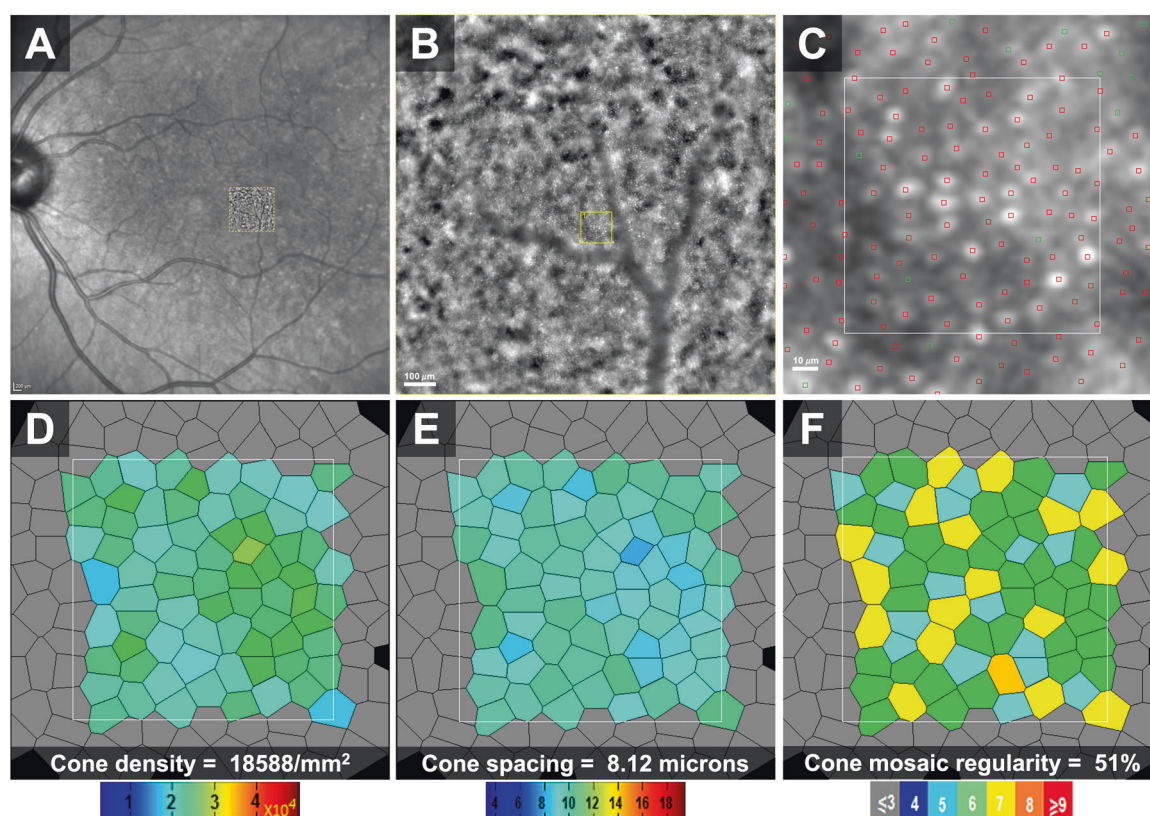 A
B
C
200 µm
100 µm
10 µm
D
E
F
Cone density = 18588/mm²
Cone spacing = 8.12 microns
Cone mosaic regularity = 51%
1 2 3 4 X10⁴
4 6 8 10 12 14 16 18
≤3 4 5 6 7 8 ≥9